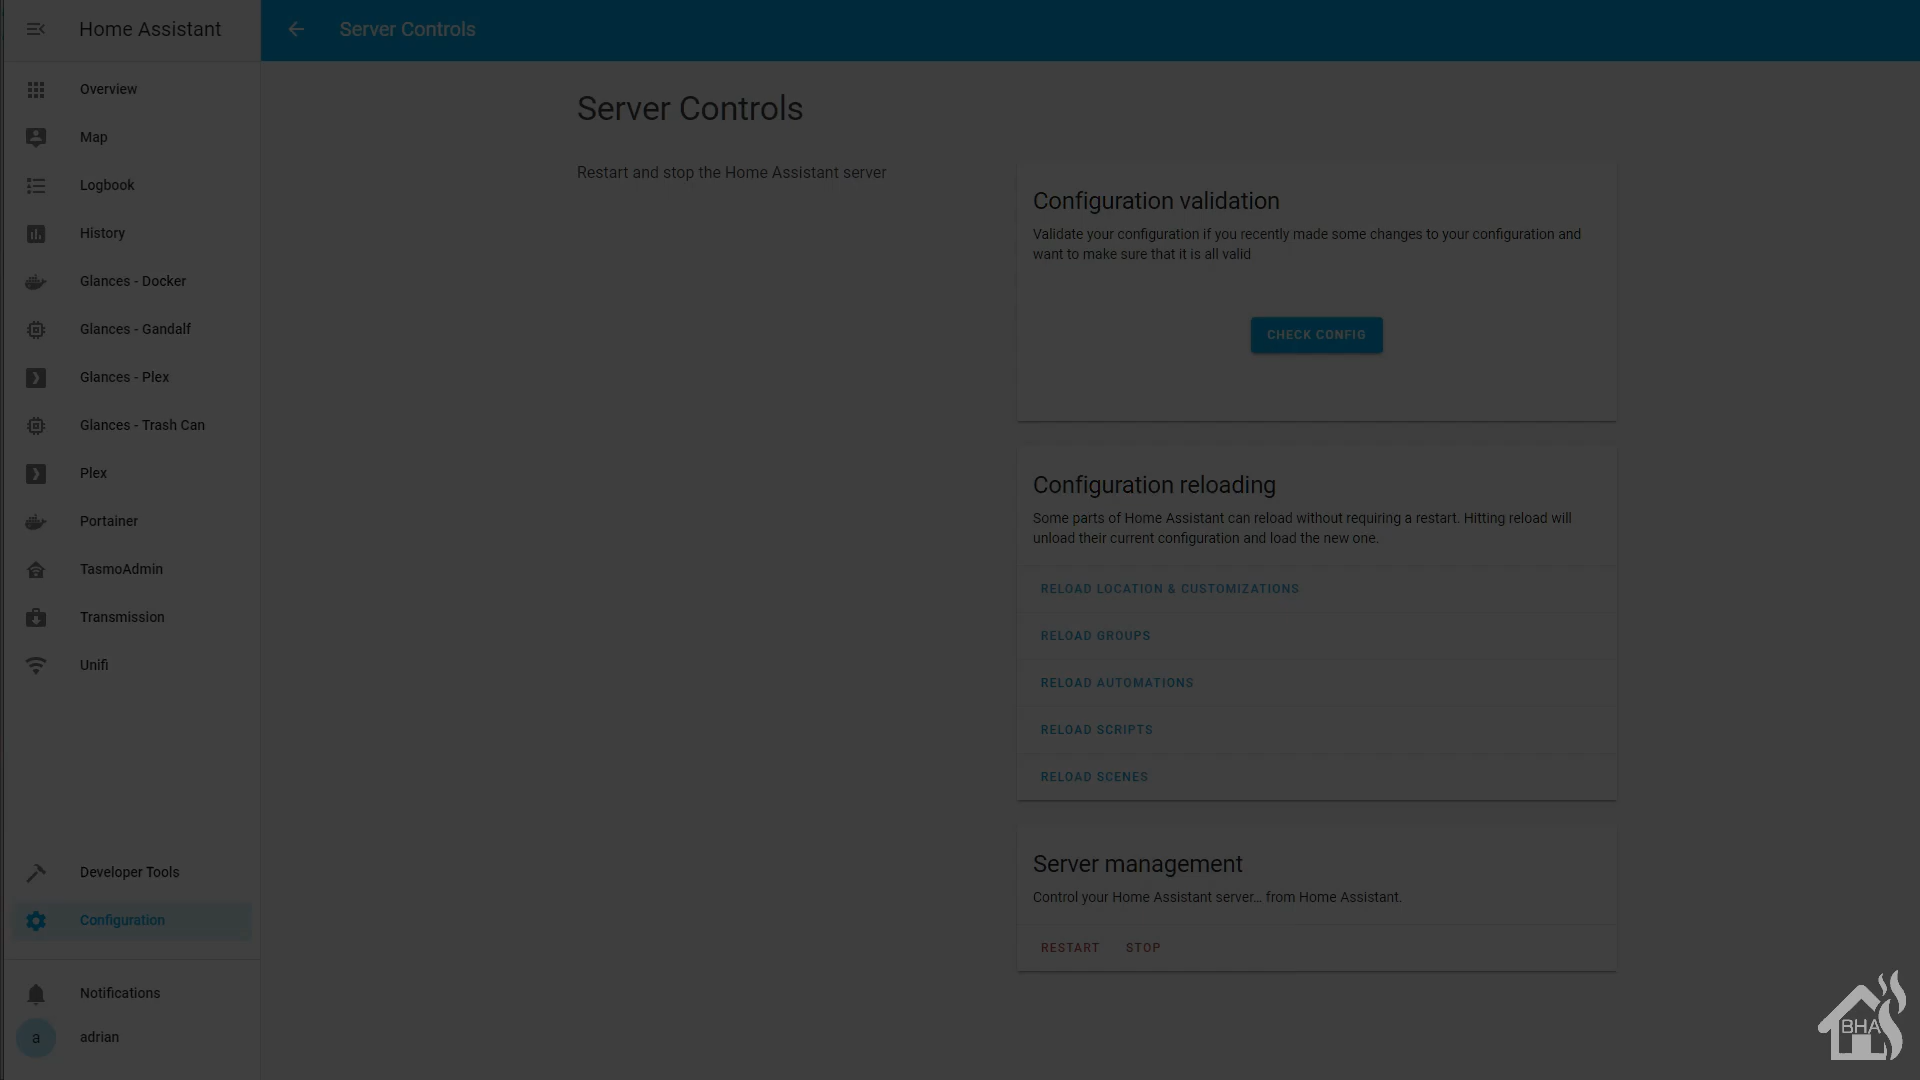 Home Assistant
Server Controls
Overview
Map
Logbook
History
Glances - Docker
Glances - Gandalf
Glances - Plex
Glances - Trash Can
Plex
Portainer
TasmoAdmin
Transmission
Unifi
Developer Tools
Configuration
Notifications
a
adrian
Server Controls
Restart and stop the Home Assistant server
Configuration validation
Validate your configuration if you recently made some changes to your configuration and
want to make sure that it is all valid
CHECK CONFIG
Configuration reloading
Some parts of Home Assistant can reload without requiring a restart. Hitting reload will
unload their current configuration and load the new one.
RELOAD LOCATION & CUSTOMIZATIONS
RELOAD GROUPS
RELOAD AUTOMATIONS
RELOAD SCRIPTS
RELOAD SCENES
Server management
Control your Home Assistant server… from Home Assistant.
RESTART STOP
BHA